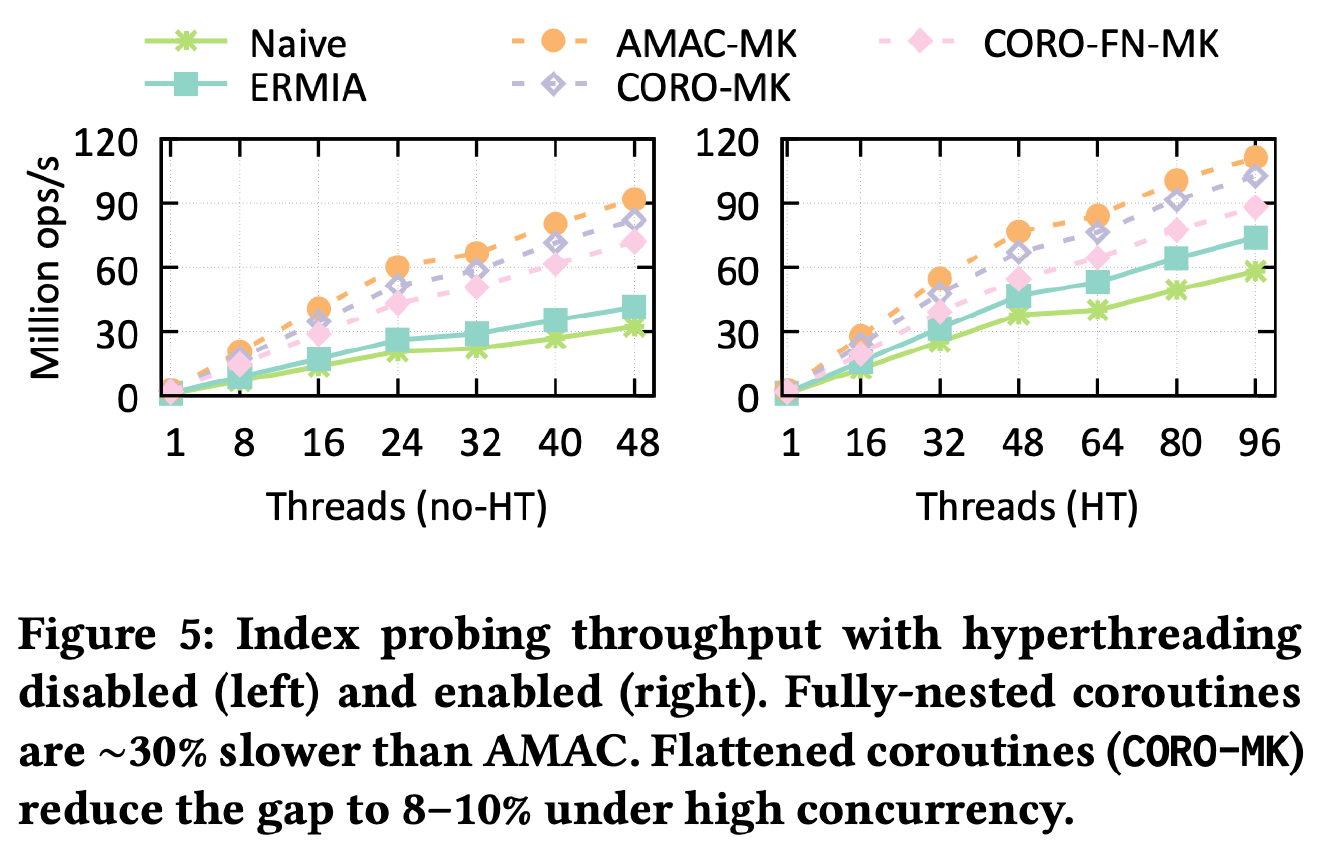 Naive
AMAC-MK
CORO-FN-MK
ERMIA
CORO-MK
Million ops/s
120
90
60
30
0
1 8 16 24 32 40 48
Threads (no-HT)
120
90
60
30
0
1 16 32 48 64 80 96
Threads (HT)
Figure 5: Index probing throughput with hyperthreading
disabled (left) and enabled (right). Fully-nested coroutines
are ~30% slower than AMAC. Flattened coroutines (CORO-MK)
reduce the gap to 8–10% under high concurrency.